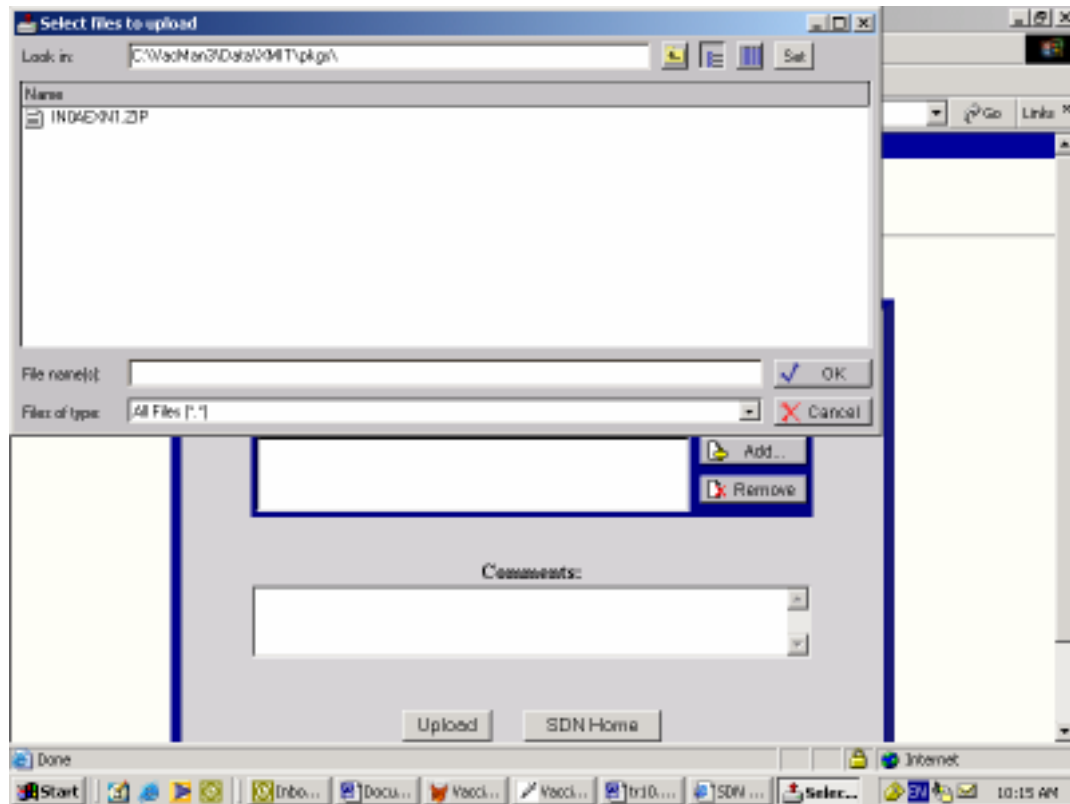 Select files to upload
Look in: C:\VacMan3\Data\XMIT\pkgs\ Set
Name
IN0AEXN1.ZIP
Go Links
File name(s):
OK
Files of type: All Files [*.*]
Cancel
Add...
Remove
Comments:
Upload SDN Home
Done Internet
Start Inbo... Docu... Vacci... Vacci... tr10.... SDN ... Selec... EN 10:15 AM